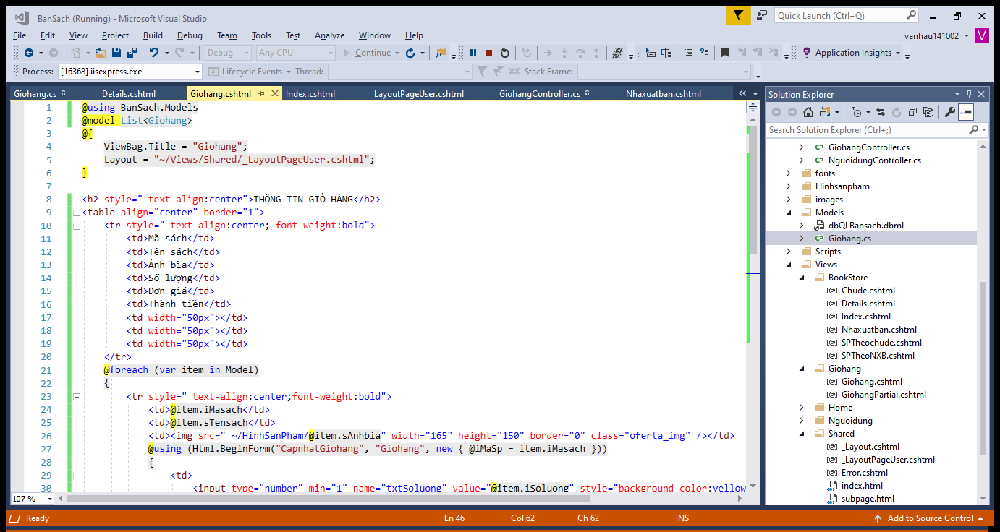 BanSach (Running) - Microsoft Visual Studio
Quick Launch (Ctrl+Q)
File Edit View Project Build Debug Team Tools Test Analyze Window Help
vanhau141002 V
Debug Any CPU Continue Application Insights
Process: [16368] iisexpress.exe Lifecycle Events Thread: Stack Frame:
Giohang.cs Details.cshtml Giohang.cshtml Index.cshtml _LayoutPageUser.cshtml GiohangController.cs Nhaxuatban.cshtml
1 @using BanSach.Models
2 @model List<Giohang>
3 @{
4 ViewBag.Title = "Giohang";
5 Layout = "~/Views/Shared/_LayoutPageUser.cshtml";
6 }
7
8 <h2 style=" text-align:center">THÔNG TIN GIỎ HÀNG</h2>
9 <table align="center" border="1">
10 <tr style=" text-align:center; font-weight:bold">
11 <td>Mã sách</td>
12 <td>Tên sách</td>
13 <td>Ảnh bìa</td>
14 <td>Số lượng</td>
15 <td>Đơn giá</td>
16 <td>Thành tiền</td>
17 <td width="50px"></td>
18 <td width="50px"></td>
19 <td width="50px"></td>
20 </tr>
21 @foreach (var item in Model)
22 {
23 <tr style=" text-align:center;font-weight:bold">
24 <td>@item.iMasach</td>
25 <td>@item.sTensach</td>
26 <td><img src=" ~/HinhSanPham/@item.sAnhbia" width="165" height="150" border="0" class="oferta_img" /></td>
27 @using (Html.BeginForm("CapnhatGiohang", "Giohang", new { @iMaSp = item.iMasach }))
28 {
29 <td>
30 <input type="number" min="1" name="txtSoluong" value="@item.iSoluong" style="background-color:yellow
107 %
Solution Explorer
Search Solution Explorer (Ctrl+;)
C# GiohangController.cs
C# NguoidungController.cs
fonts
Hinhsanpham
images
Models
dbQLBansach.dbml
C# Giohang.cs
Scripts
Views
BookStore
[@] Chude.cshtml
[@] Details.cshtml
[@] Index.cshtml
[@] Nhaxuatban.cshtml
[@] SPTheochude.cshtml
[@] SPTheoNXB.cshtml
Giohang
[@] Giohang.cshtml
[@] GiohangPartial.cshtml
Home
Nguoidung
Shared
[@] _Layout.cshtml
[@] _LayoutPageUser.cshtml
[@] Error.cshtml
index.html
subpage.html
Ready Ln 46 Col 62 Ch 62 INS Add to Source Control